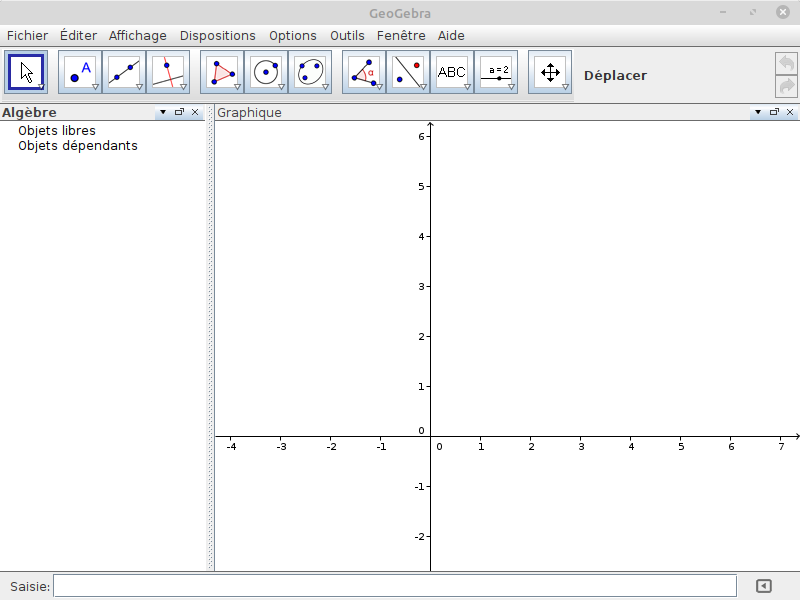 GeoGebra
Fichier Éditer Affichage Dispositions Options Outils Fenêtre Aide
A α ABC a=2 Déplacer
Algèbre
Graphique
Objets libres
Objets dépendants
6
5
4
3
2
1
0
-4 -3 -2 -1 0 1 2 3 4 5 6 7
-1
-2
Saisie: